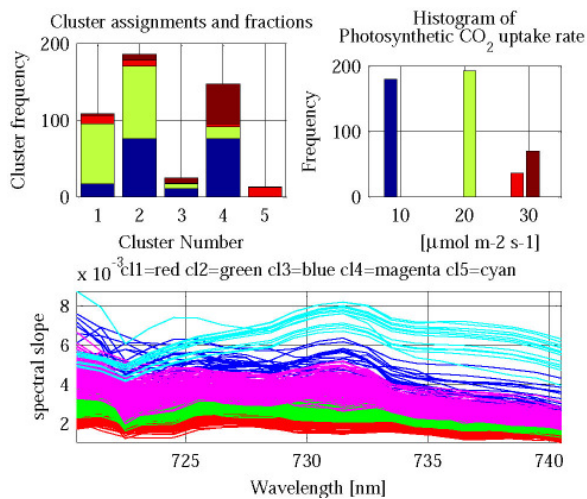 Cluster assignments and fractions
Cluster frequency
200
100
0
1 2 3 4 5
Cluster Number
Histogram of
Photosynthetic CO2 uptake rate
Frequency
200
100
0
10 20 30
[μmol m-2 s-1]
x 10-3 cl1=red cl2=green cl3=blue cl4=magenta cl5=cyan
spectral slope
8
6
4
2
725 730 735 740
Wavelength [nm]